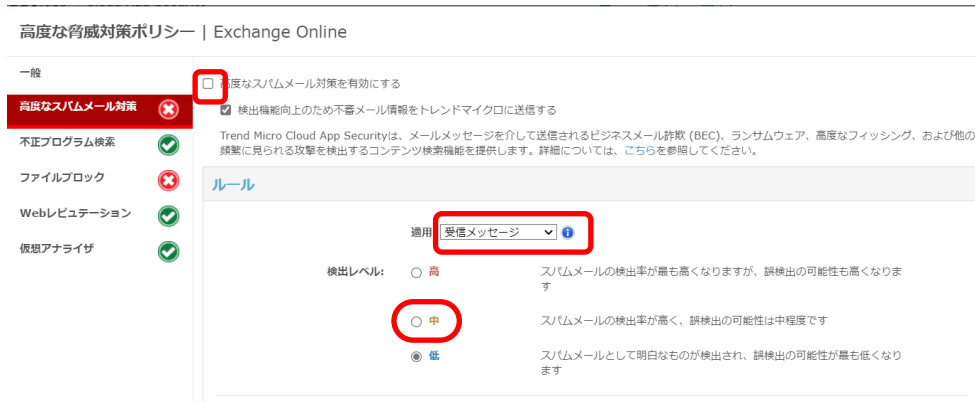 高度な脅威対策ポリシー | Exchange Online
一般
高度なスパムメール対策
不正プログラム検索
ファイルブロック
Webレピュテーション
仮想アナライザ
高度なスパムメール対策を有効にする
検出機能向上のため不審メール情報をトレンドマイクロに送信する
Trend Micro Cloud App Securityは、メールメッセージを介して送信されるビジネスメール詐欺 (BEC)、ランサムウェア、高度なフィッシング、および他の
頻繁に見られる攻撃を検出するコンテンツ検索機能を提供します。詳細については、こちらを参照してください。
ルール
適用 受信メッセージ
検出レベル: 高 スパムメールの検出率が最も高くなりますが、誤検出の可能性も高くなりま
す
中 スパムメールの検出率が高く、誤検出の可能性は中程度です
低 スパムメールとして明白なものが検出され、誤検出の可能性が最も低くなり
ます